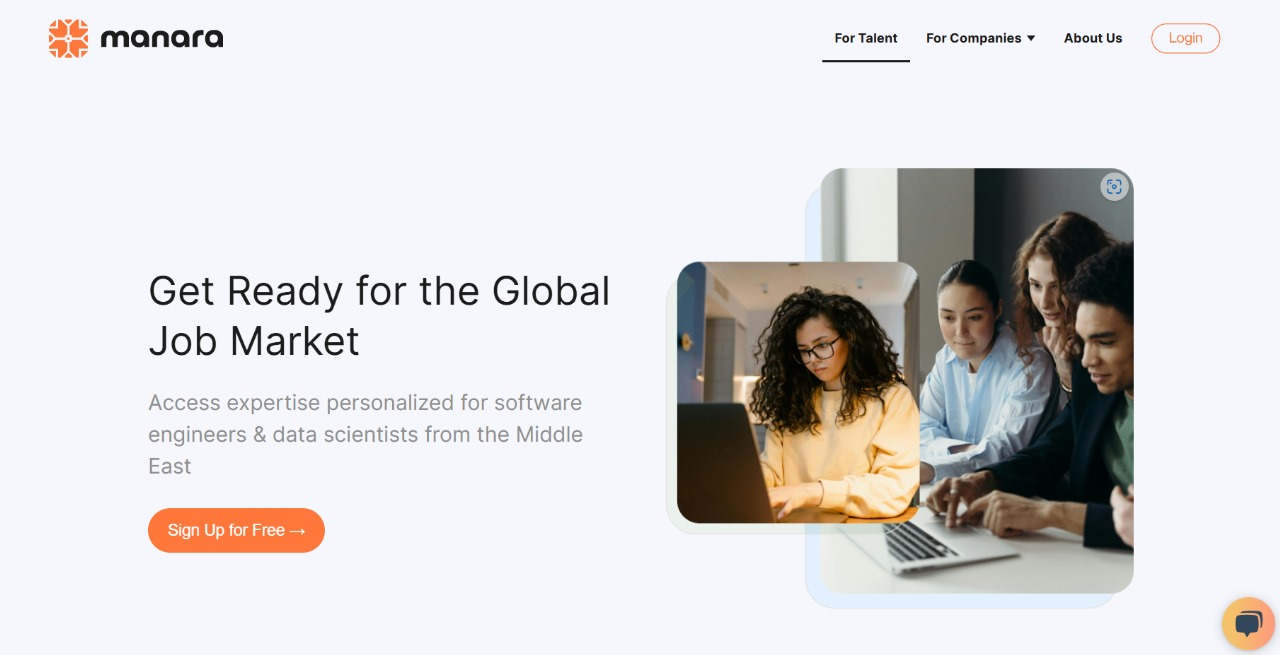 manara
For Talent
For Companies
About Us
Login
Get Ready for the Global
Job Market
Access expertise personalized for software
engineers & data scientists from the Middle
East
Sign Up for Free →